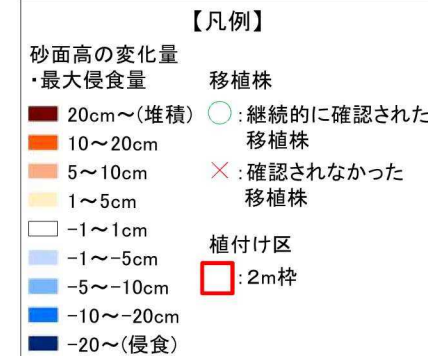 【凡例】
砂面高の変化量
・最大侵食量
20cm～(堆積)
10～20cm
5～10cm
1～5cm
-1～1cm
-1～-5cm
-5～-10cm
-10～-20cm
-20～(侵食)
移植株
○:継続的に確認された
移植株
×:確認されなかった
移植株
植付け区
:2m枠